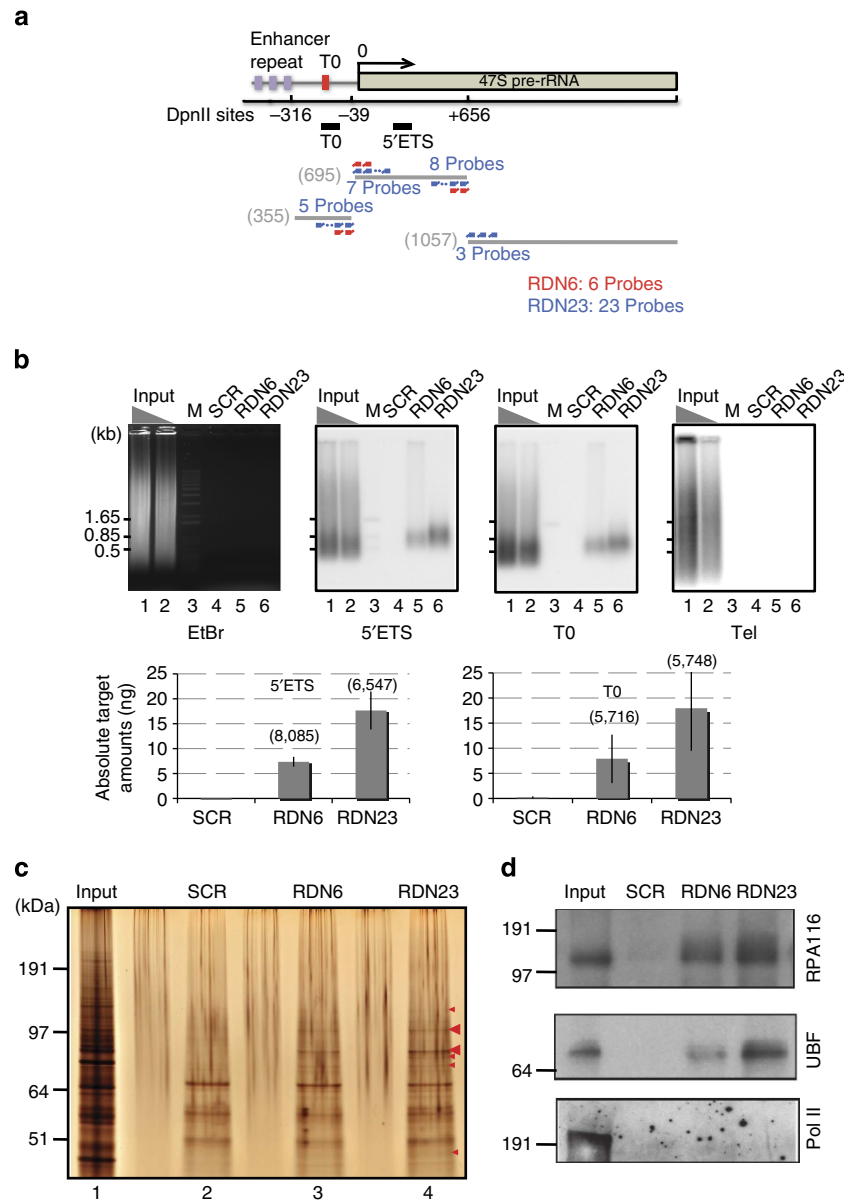 a
Enhancer
repeat T0 0
47S pre-rRNA
DpnII sites –316 –39 +656
T0 5′ETS
(695) 8 Probes
7 Probes
5 Probes
(355)
(1057)
3 Probes
RDN6: 6 Probes
RDN23: 23 Probes
b
Input M SCR RDN6 RDN23 Input M SCR RDN6 RDN23 Input M SCR RDN6 RDN23 Input M SCR RDN6 RDN23
(kb)
1.65
0.85
0.5
1 2 3 4 5 6 1 2 3 4 5 6 1 2 3 4 5 6 1 2 3 4 5 6
EtBr 5′ETS T0 Tel
Absolute target
amounts (ng)
25
20
15
10
5
0
5′ETS
(8,085)
(6,547)
SCR RDN6 RDN23
25
20
15
10
5
0
T0
(5,716)
(5,748)
SCR RDN6 RDN23
c
Input SCR RDN6 RDN23
(kDa)
191
97
64
51
1 2 3 4
d
Input SCR RDN6 RDN23
191
97
RPA116
64
UBF
191
Pol II